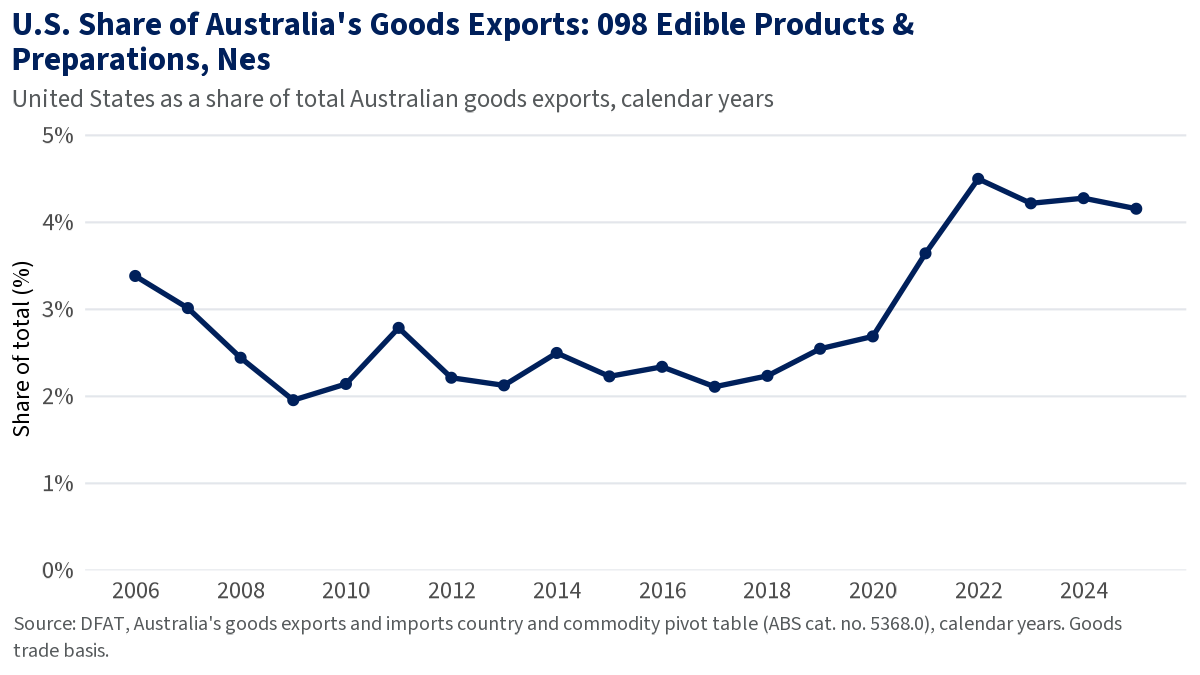 U.S. Share of Australia's Goods Exports: 098 Edible Products &
Preparations, Nes
United States as a share of total Australian goods exports, calendar years
5%
4%
3%
2%
1%
0%
Share of total (%)
2006 2008 2010 2012 2014 2016 2018 2020 2022 2024
Source: DFAT, Australia's goods exports and imports country and commodity pivot table (ABS cat. no. 5368.0), calendar years. Goods
trade basis.